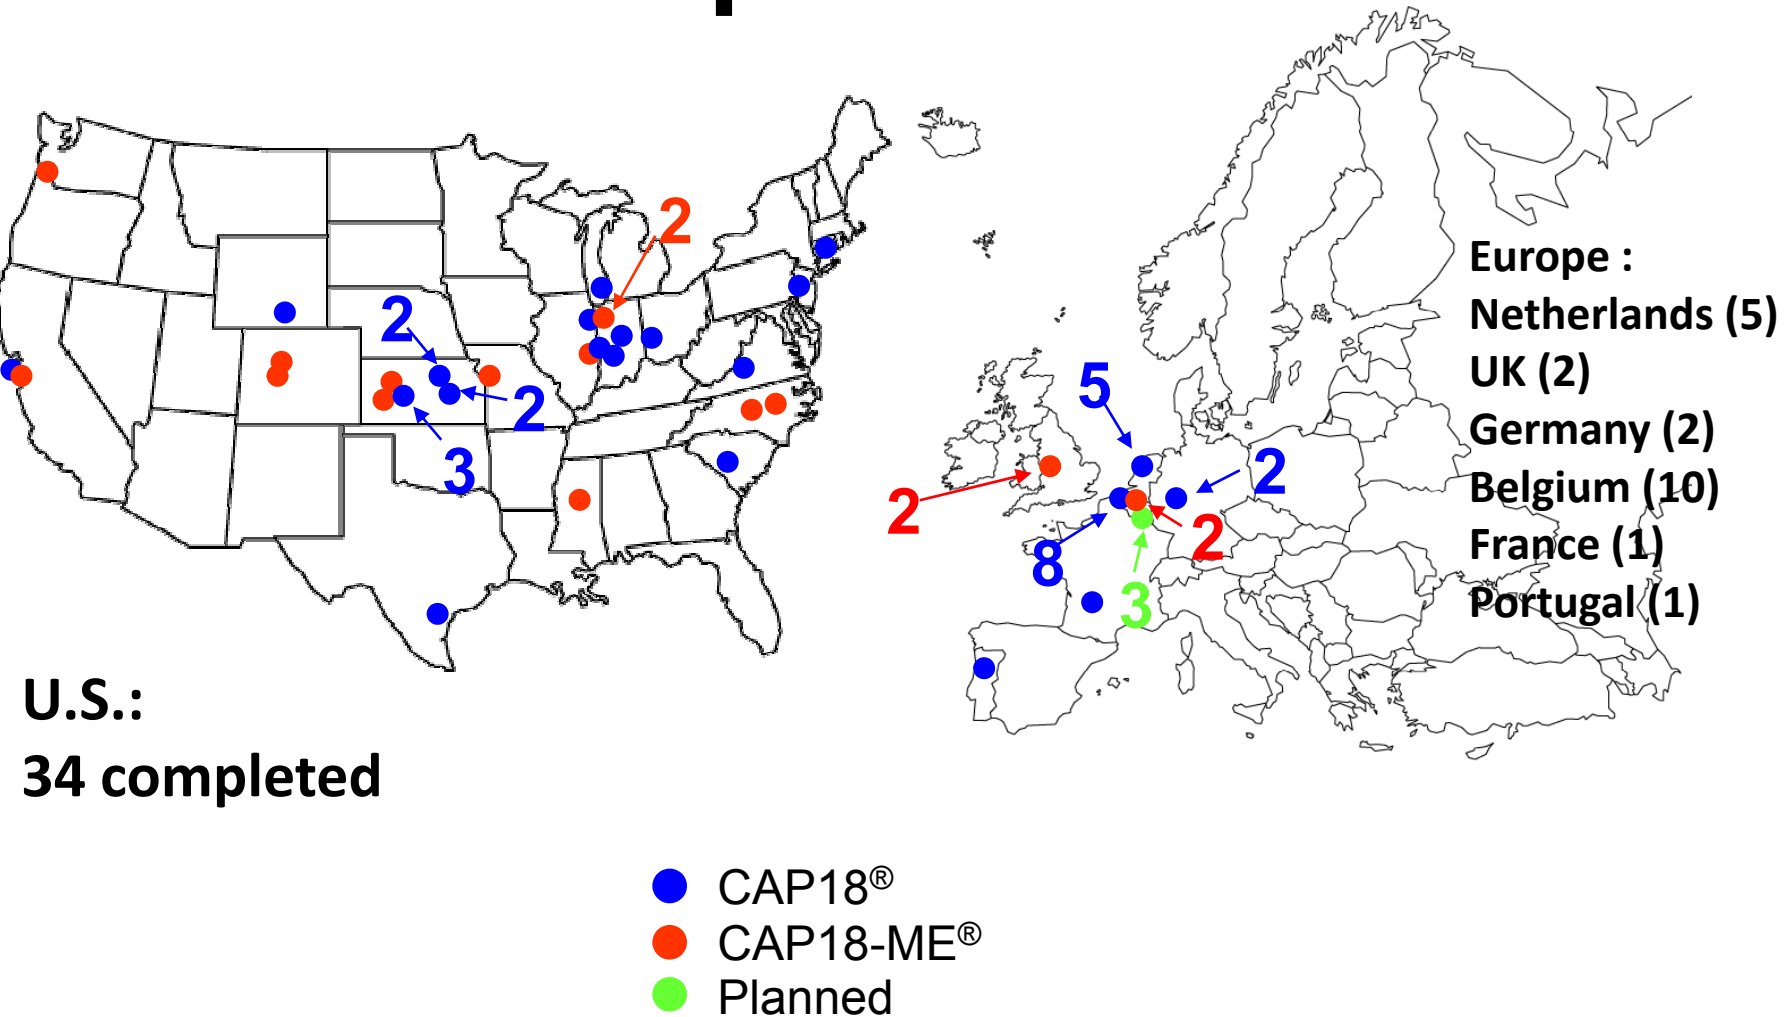 2
2
2
3
U.S.:
34 completed
5
2
2
2
8
3
Europe :
Netherlands (5)
UK (2)
Germany (2)
Belgium (10)
France (1)
Portugal (1)
CAP18®
CAP18-ME®
Planned